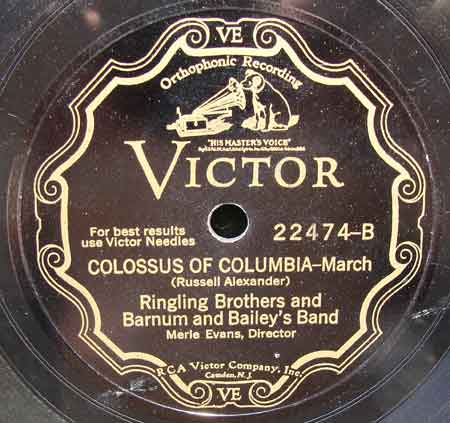 VE
Orthophonic Recording
"HIS MASTER'S VOICE"
VICTOR
For best results
use Victor Needles
22474-B
COLOSSUS OF COLUMBIA-March
(Russell Alexander)
Ringling Brothers and
Barnum and Bailey's Band
Merle Evans, Director
RCA Victor Company, Inc.
Camden, N.J.
VE